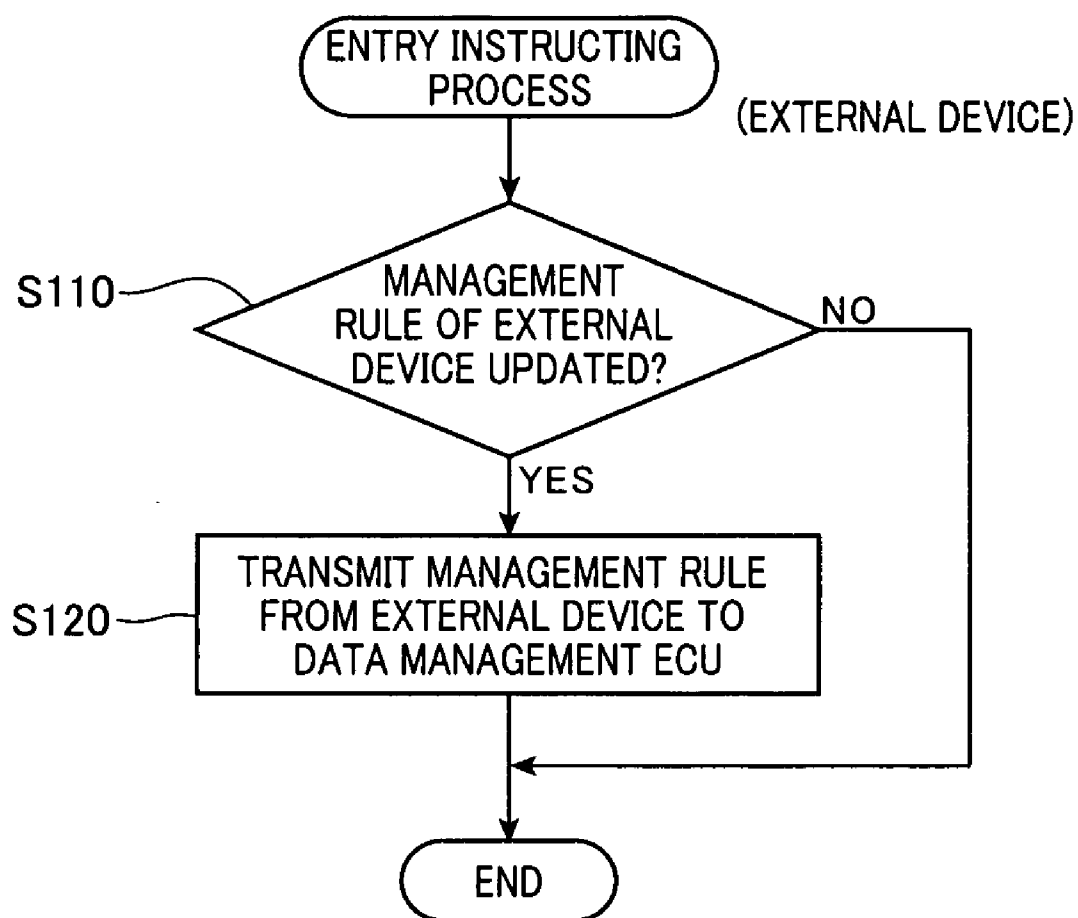 ENTRY INSTRUCTING
PROCESS
(EXTERNAL DEVICE)
S110
MANAGEMENT
RULE OF EXTERNAL
DEVICE UPDATED?
NO
YES
S120
TRANSMIT MANAGEMENT RULE
FROM EXTERNAL DEVICE TO
DATA MANAGEMENT ECU
END